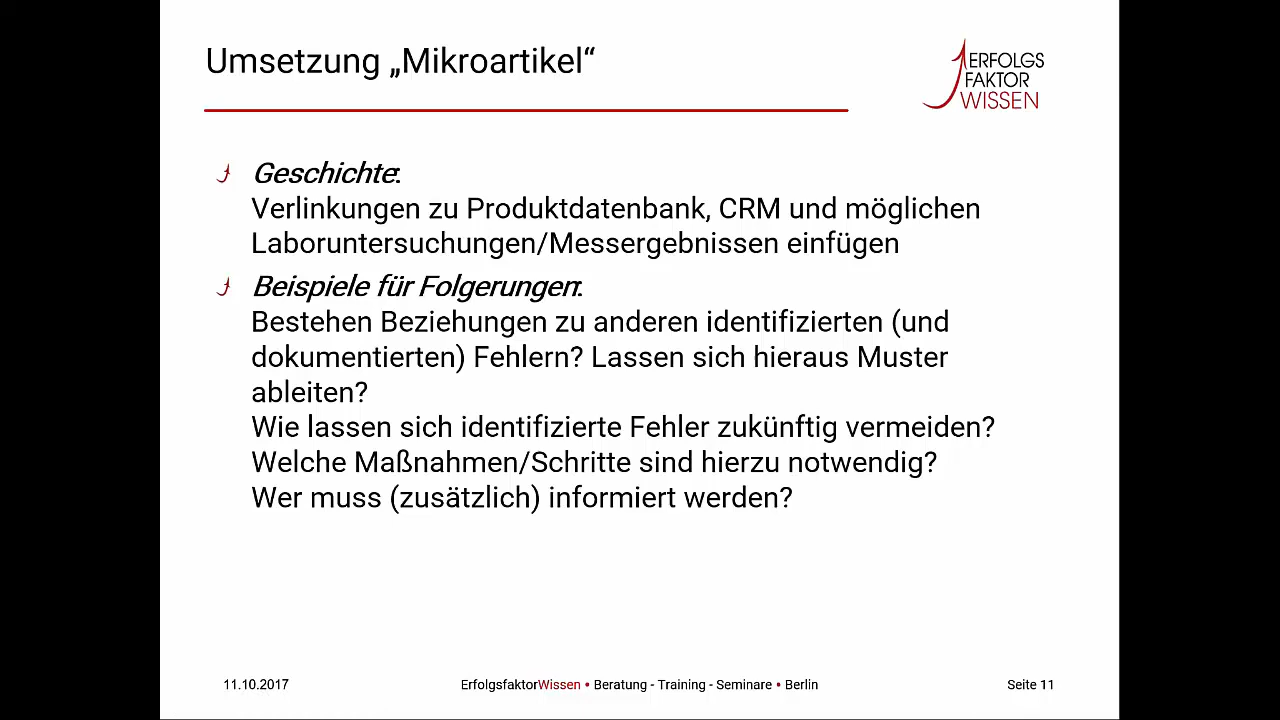 Umsetzung „Mikroartikel“
ERFOLGS
FAKTOR
WISSEN
Geschichte:
Verlinkungen zu Produktdatenbank, CRM und möglichen
Laboruntersuchungen/Messergebnissen einfügen
Beispiele für Folgerungen:
Bestehen Beziehungen zu anderen identifizierten (und
dokumentierten) Fehlern? Lassen sich hieraus Muster
ableiten?
Wie lassen sich identifizierte Fehler zukünftig vermeiden?
Welche Maßnahmen/Schritte sind hierzu notwendig?
Wer muss (zusätzlich) informiert werden?
11.10.2017
ErfolgsfaktorWissen • Beratung - Training - Seminare • Berlin
Seite 11